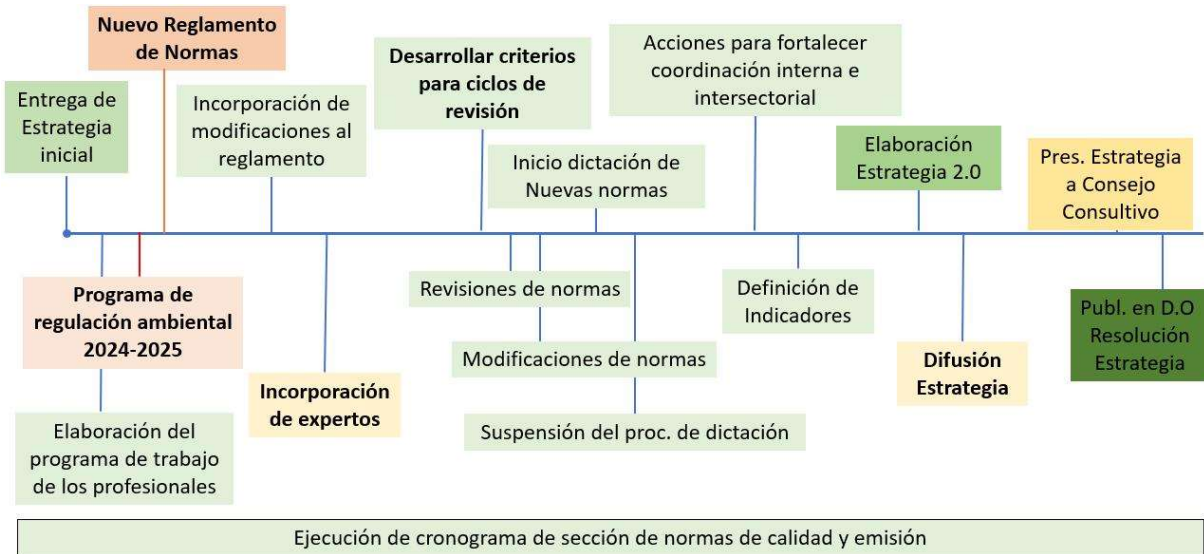 Nuevo Reglamento
de Normas
Entrega de
Estrategia
inicial
Incorporación de
modificaciones al
reglamento
Desarrollar criterios
para ciclos de
revisión
Inicio dictación de
Nuevas normas
Acciones para fortalecer
coordinación interna e
intersectorial
Elaboración
Estrategia 2.0
Pres. Estrategia
a Consejo
Consultivo
Programa de
regulación ambiental
2024-2025
Elaboración del
programa de trabajo
de los profesionales
Incorporación
de expertos
Revisiones de normas
Modificaciones de normas
Suspensión del proc. de dictación
Definición de
Indicadores
Difusión
Estrategia
Publ. en D.O
Resolución
Estrategia
Ejecución de cronograma de sección de normas de calidad y emisión